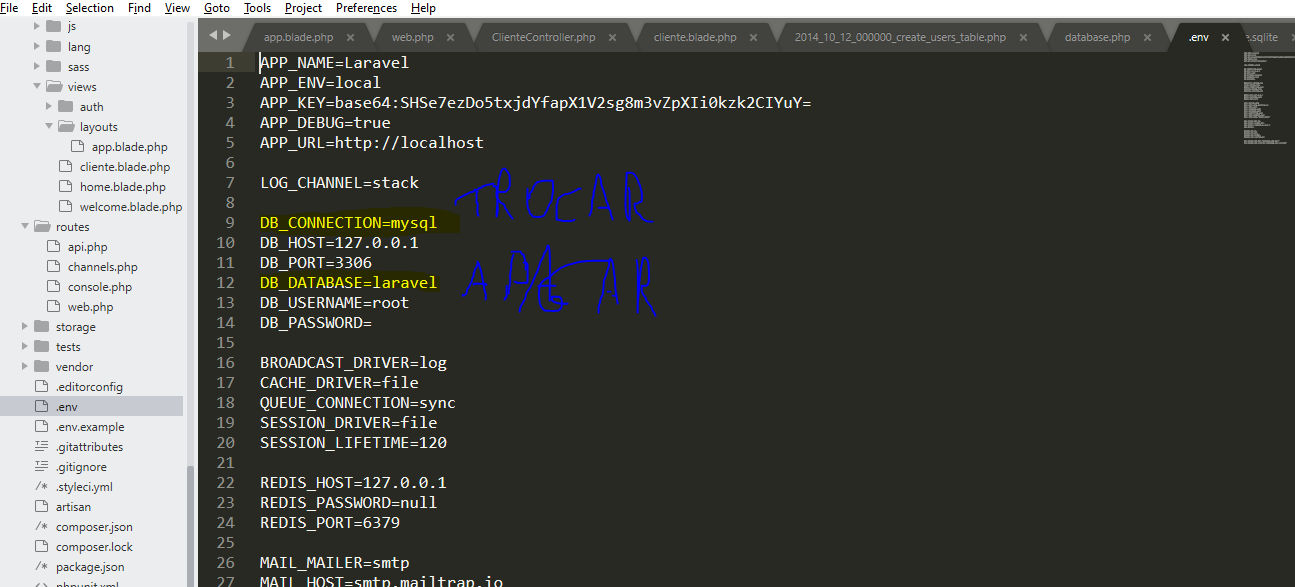 File Edit Selection Find View Goto Tools Project Preferences Help
js
lang
sass
views
auth
layouts
app.blade.php
cliente.blade.php
home.blade.php
welcome.blade.php
routes
api.php
channels.php
console.php
web.php
storage
tests
vendor
.editorconfig
.env
.env.example
.gitattributes
.gitignore
.styleci.yml
artisan
composer.json
composer.lock
package.json
phpunit.xml
app.blade.php web.php ClienteController.php cliente.blade.php 2014_10_12_000000_create_users_table.php database.php .env e.sqlite
1 APP_NAME=Laravel
2 APP_ENV=local
3 APP_KEY=base64:SHSe7ezDo5txjdYfapX1V2sg8m3vZpXIi0kzk2CIYuY=
4 APP_DEBUG=true
5 APP_URL=http://localhost
6
7 LOG_CHANNEL=stack
8
9 DB_CONNECTION=mysql TROCAR
10 DB_HOST=127.0.0.1
11 DB_PORT=3306
12 DB_DATABASE=laravel APAGAR
13 DB_USERNAME=root
14 DB_PASSWORD=
15
16 BROADCAST_DRIVER=log
17 CACHE_DRIVER=file
18 QUEUE_CONNECTION=sync
19 SESSION_DRIVER=file
20 SESSION_LIFETIME=120
21
22 REDIS_HOST=127.0.0.1
23 REDIS_PASSWORD=null
24 REDIS_PORT=6379
25
26 MAIL_MAILER=smtp
27 MAIL_HOST=smtp.mailtrap.io